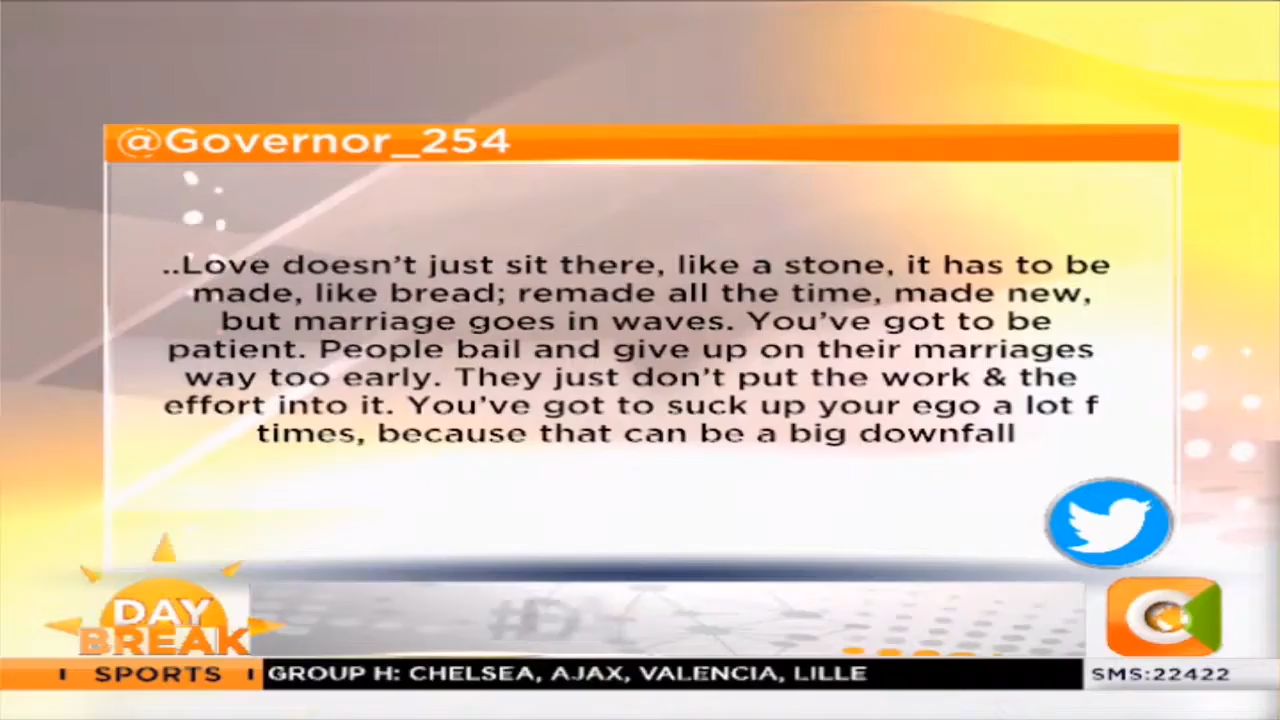 @Governor_254
..Love doesn't just sit there, like a stone, it has to be
made, like bread; remade all the time, made new,
but marriage goes in waves. You've got to be
patient. People bail and give up on their marriages
way too early. They just don't put the work & the
effort into it. You've got to suck up your ego a lot f
times, because that can be a big downfall
DAY
BREAK
SPORTS
GROUP H: CHELSEA, AJAX, VALENCIA, LILLE
SMS:22422